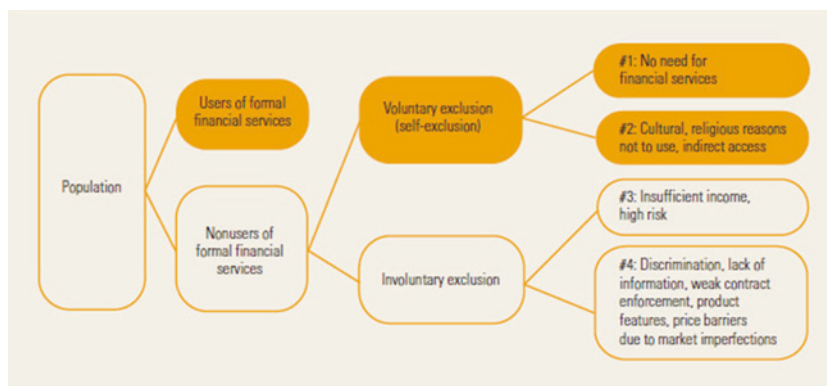 Population
Users of formal
financial services
Nonusers of
formal financial
services
Voluntary exclusion
(self-exclusion)
Involuntary exclusion
#1: No need for
financial services
#2: Cultural, religious reasons
not to use, indirect access
#3: Insufficient income,
high risk
#4: Discrimination, lack of
information, weak contract
enforcement, product
features, price barriers
due to market imperfections